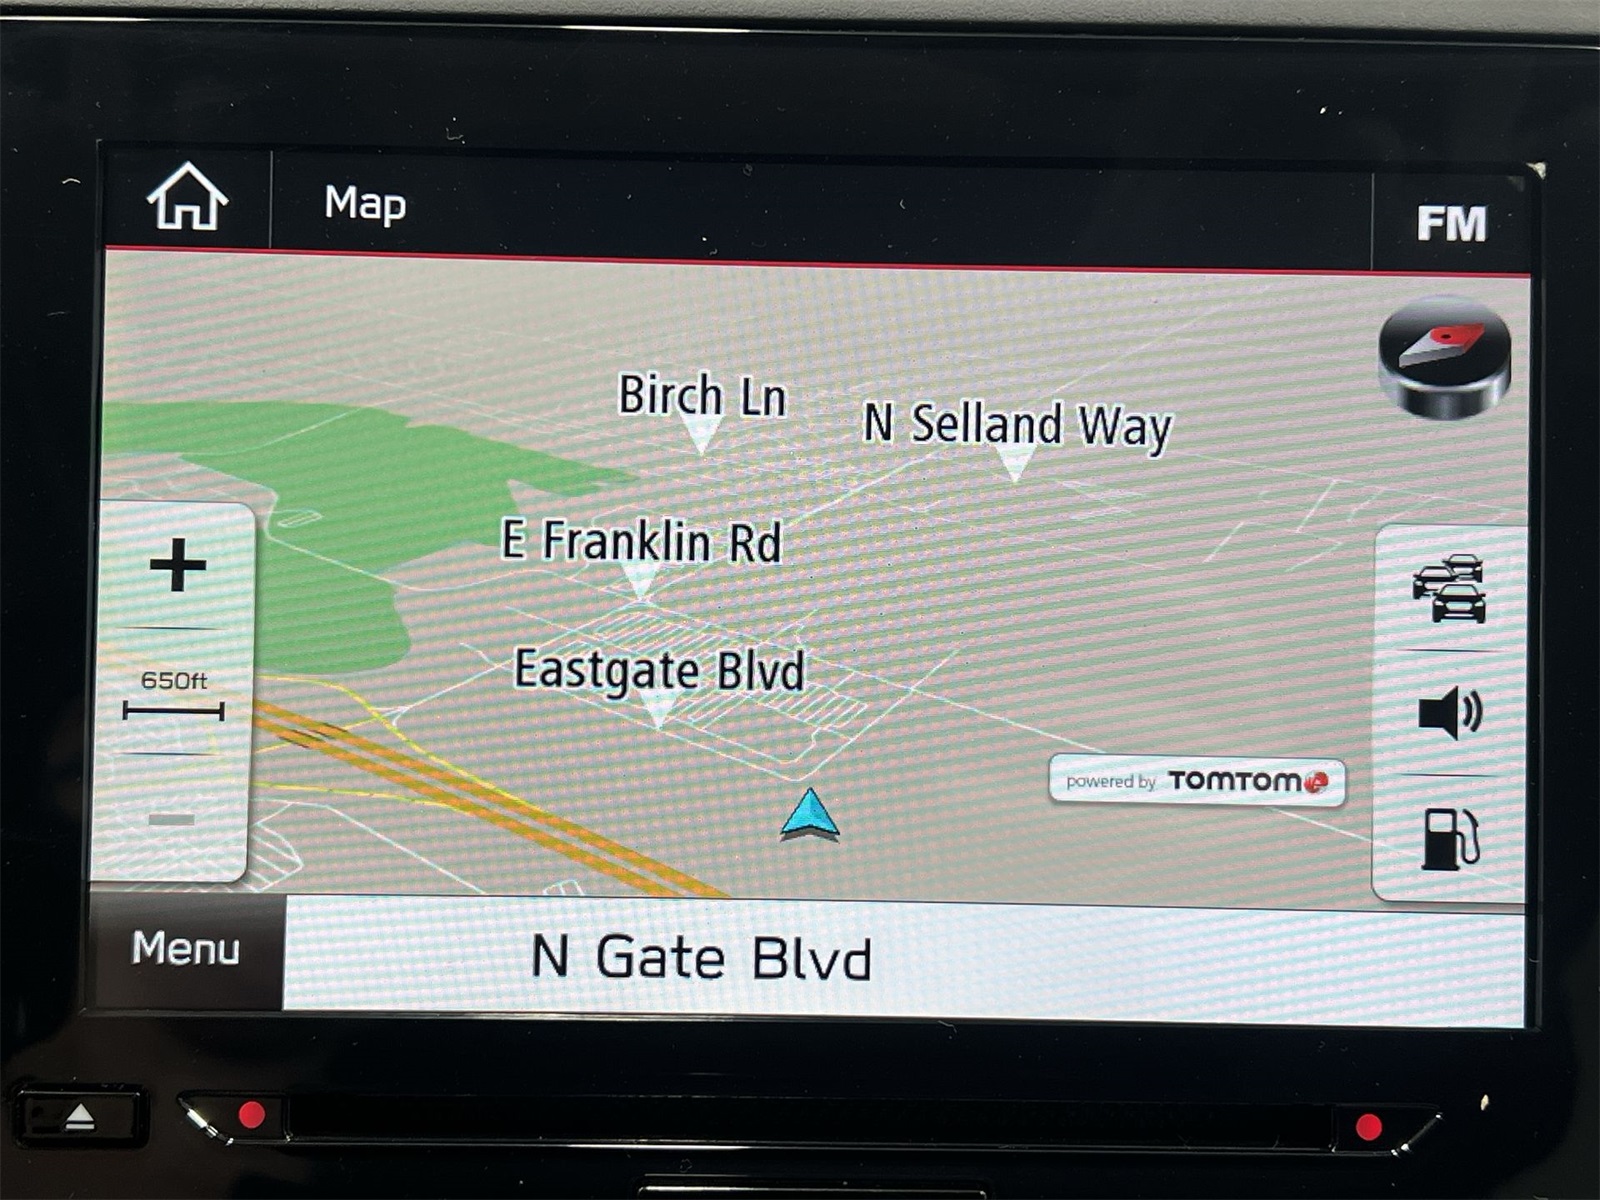 Map
FM
Birch Ln
N Selland Way
E Franklin Rd
Eastgate Blvd
+
650ft
-
powered by TOMTOM
Menu
N Gate Blvd